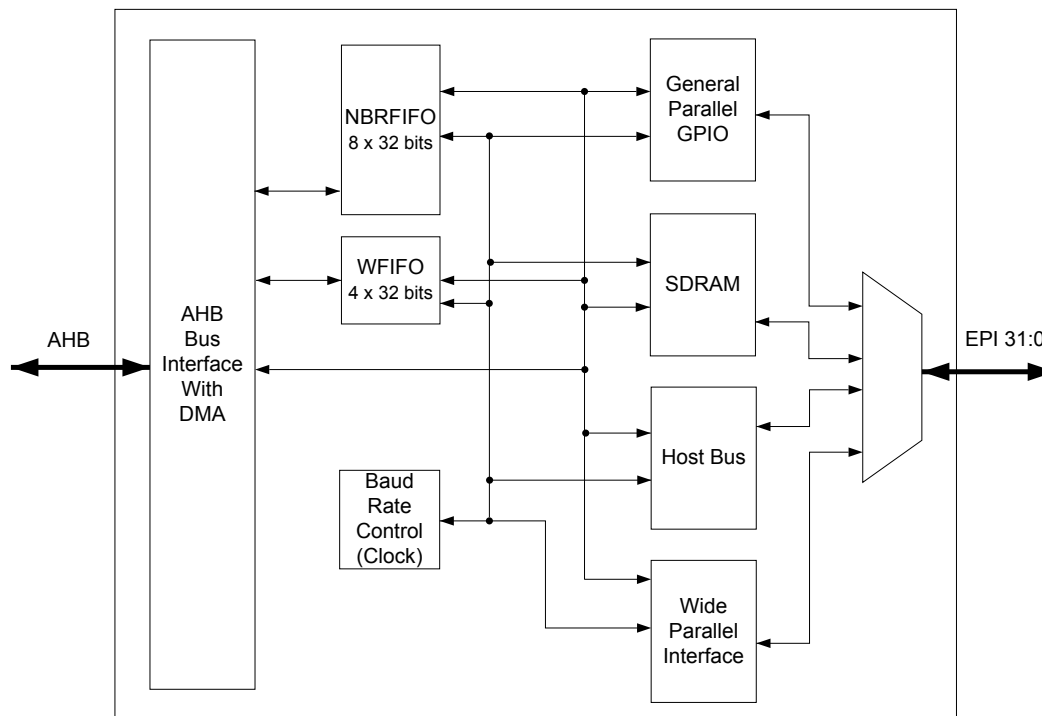 AHB
AHB
Bus
Interface
With
DMA
NBRFIFO
8 x 32 bits
WFIFO
4 x 32 bits
Baud
Rate
Control
(Clock)
General
Parallel
GPIO
SDRAM
Host Bus
Wide
Parallel
Interface
EPI 31:0